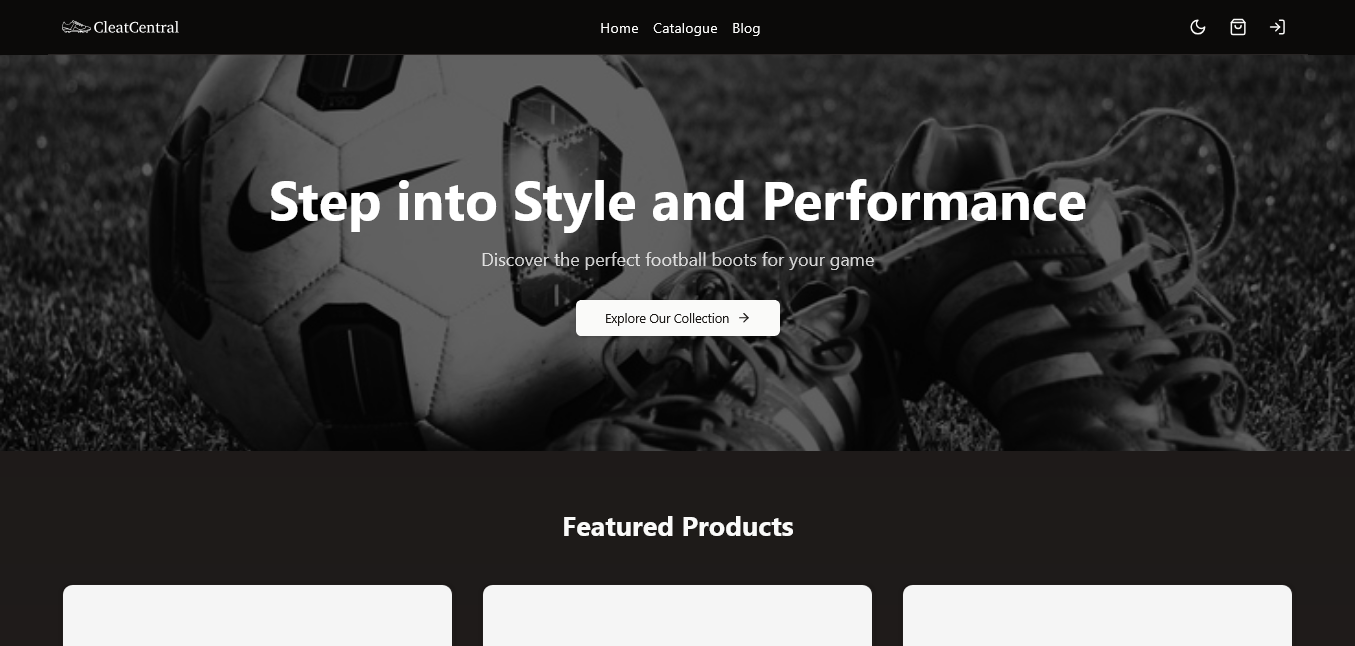 CleatCentral
Home Catalogue Blog
Step into Style and Performance
Discover the perfect football boots for your game
Explore Our Collection
Featured Products